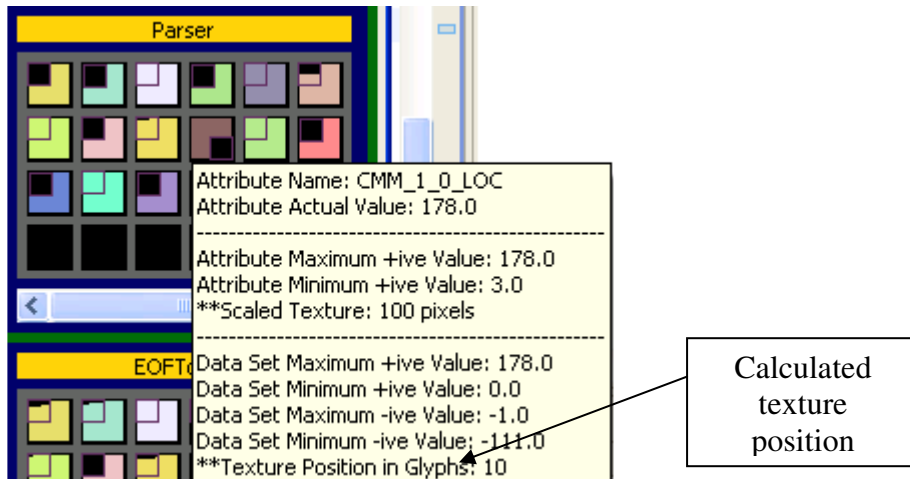 Parser
Attribute Name: CMM_1_0_LOC
Attribute Actual Value: 178.0
--------------------------------------------------
Attribute Maximum +ive Value: 178.0
Attribute Minimum +ive Value: 3.0
**Scaled Texture: 100 pixels
--------------------------------------------------
EOFTo
Data Set Maximum +ive Value: 178.0
Data Set Minimum +ive Value: 0.0
Data Set Maximum -ive Value: -1.0
Data Set Minimum -ive Value: -111.0
**Texture Position in Glyphs: 10
Calculated
texture
position